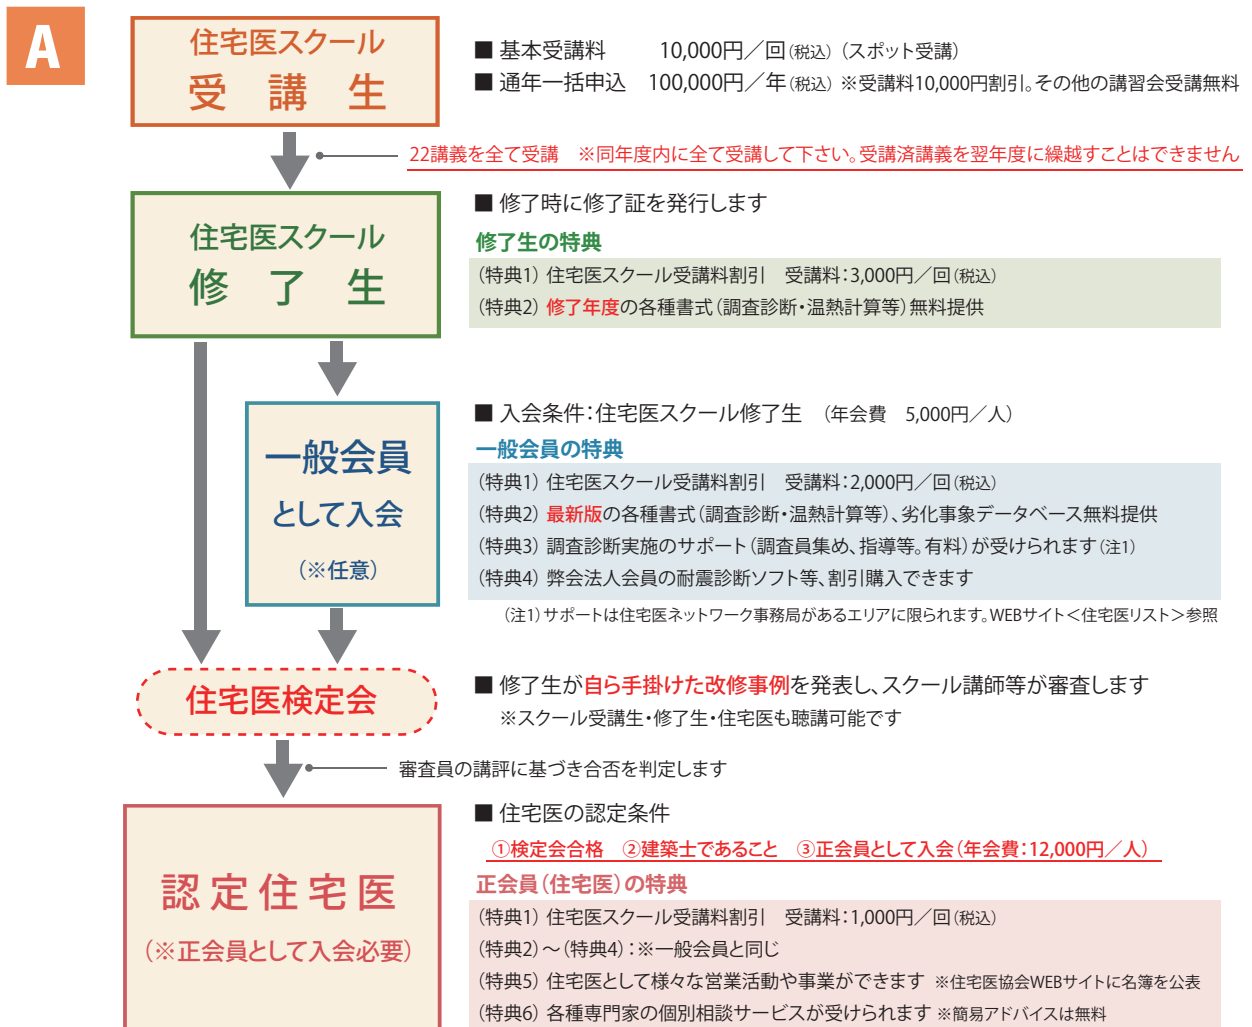 A
住宅医スクール
受 講 生
■ 基本受講料 10,000円／回(税込)（スポット受講）
■ 通年一括申込 100,000円／年(税込) ※受講料10,000円割引。その他の講習会受講無料
22講義を全て受講 ※同年度内に全て受講して下さい。受講済講義を翌年度に繰越すことはできません
住宅医スクール
修 了 生
■ 修了時に修了証を発行します
修了生の特典
（特典1）住宅医スクール受講料割引 受講料：3,000円／回(税込)
（特典2）修了年度の各種書式（調査診断・温熱計算等）無料提供
一般会員
として入会
（※任意）
■ 入会条件：住宅医スクール修了生 （年会費 5,000円／人）
一般会員の特典
（特典1）住宅医スクール受講料割引 受講料：2,000円／回(税込)
（特典2）最新版の各種書式（調査診断・温熱計算等）、劣化事象データベース無料提供
（特典3）調査診断実施のサポート（調査員集め、指導等。有料）が受けられます(注1)
（特典4）弊会法人会員の耐震診断ソフト等、割引購入できます
（注1）サポートは住宅医ネットワーク事務局があるエリアに限られます。WEBサイト＜住宅医リスト＞参照
住宅医検定会
■ 修了生が自ら手掛けた改修事例を発表し、スクール講師等が審査します
※スクール受講生・修了生・住宅医も聴講可能です
審査員の講評に基づき合否を判定します
認定住宅医
（※正会員として入会必要）
■ 住宅医の認定条件
①検定会合格 ②建築士であること ③正会員として入会（年会費：12,000円／人）
正会員（住宅医）の特典
（特典1）住宅医スクール受講料割引 受講料：1,000円／回(税込)
（特典2）～（特典4）：※一般会員と同じ
（特典5）住宅医として様々な営業活動や事業ができます ※住宅医協会WEBサイトに名簿を公表
（特典6）各種専門家の個別相談サービスが受けられます ※簡易アドバイスは無料